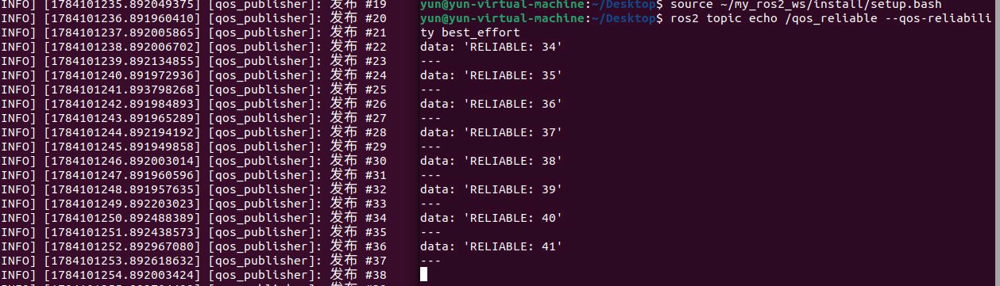 INFO] [1784101235.892049375] [qos_publisher]: 发布 #19
INFO] [1784101236.891960410] [qos_publisher]: 发布 #20
INFO] [1784101237.892005865] [qos_publisher]: 发布 #21
INFO] [1784101238.892006702] [qos_publisher]: 发布 #22
INFO] [1784101239.892134855] [qos_publisher]: 发布 #23
INFO] [1784101240.891972936] [qos_publisher]: 发布 #24
INFO] [1784101241.893798268] [qos_publisher]: 发布 #25
INFO] [1784101242.891984893] [qos_publisher]: 发布 #26
INFO] [1784101243.891965289] [qos_publisher]: 发布 #27
INFO] [1784101244.892194192] [qos_publisher]: 发布 #28
INFO] [1784101245.891949858] [qos_publisher]: 发布 #29
INFO] [1784101246.892003014] [qos_publisher]: 发布 #30
INFO] [1784101247.891960596] [qos_publisher]: 发布 #31
INFO] [1784101248.891957635] [qos_publisher]: 发布 #32
INFO] [1784101249.892203023] [qos_publisher]: 发布 #33
INFO] [1784101250.892488389] [qos_publisher]: 发布 #34
INFO] [1784101251.892438573] [qos_publisher]: 发布 #35
INFO] [1784101252.892967080] [qos_publisher]: 发布 #36
INFO] [1784101253.892618632] [qos_publisher]: 发布 #37
INFO] [1784101254.892003424] [qos_publisher]: 发布 #38
yun@yun-virtual-machine:~/Desktop$ source ~/my_ros2_ws/install/setup.bash
yun@yun-virtual-machine:~/Desktop$ ros2 topic echo /qos_reliable --qos-reliabili
ty best_effort
data: 'RELIABLE: 34'
---
data: 'RELIABLE: 35'
---
data: 'RELIABLE: 36'
---
data: 'RELIABLE: 37'
---
data: 'RELIABLE: 38'
---
data: 'RELIABLE: 39'
---
data: 'RELIABLE: 40'
---
data: 'RELIABLE: 41'
---